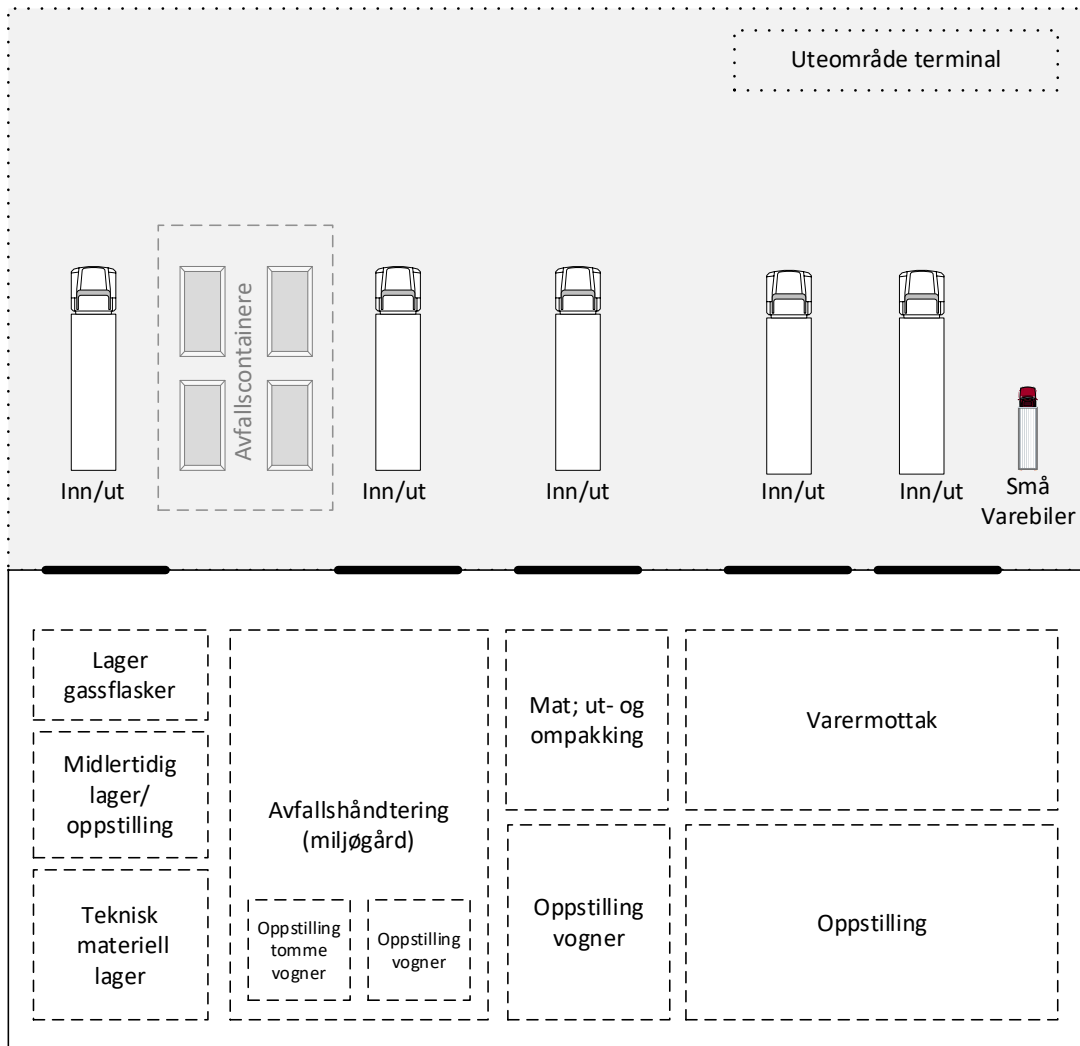 Uteområde terminal
Avfallscontainere
Inn/ut
Inn/ut
Inn/ut
Inn/ut
Inn/ut
Små
Varebiler
Lager
gassflasker
Midlertidig
lager/
oppstilling
Teknisk
materiell
lager
Avfallshåndtering
(miljøgård)
Oppstilling
tomme
vogner
Oppstilling
vogner
Mat; ut- og
ompakking
Oppstilling
vogner
Varermottak
Oppstilling